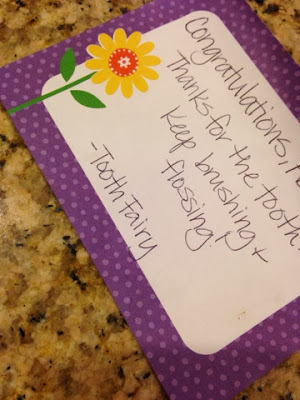 Congratulations,
Thanks for the tooth
Keep brushing +
flossing.
-Tooth Fairy